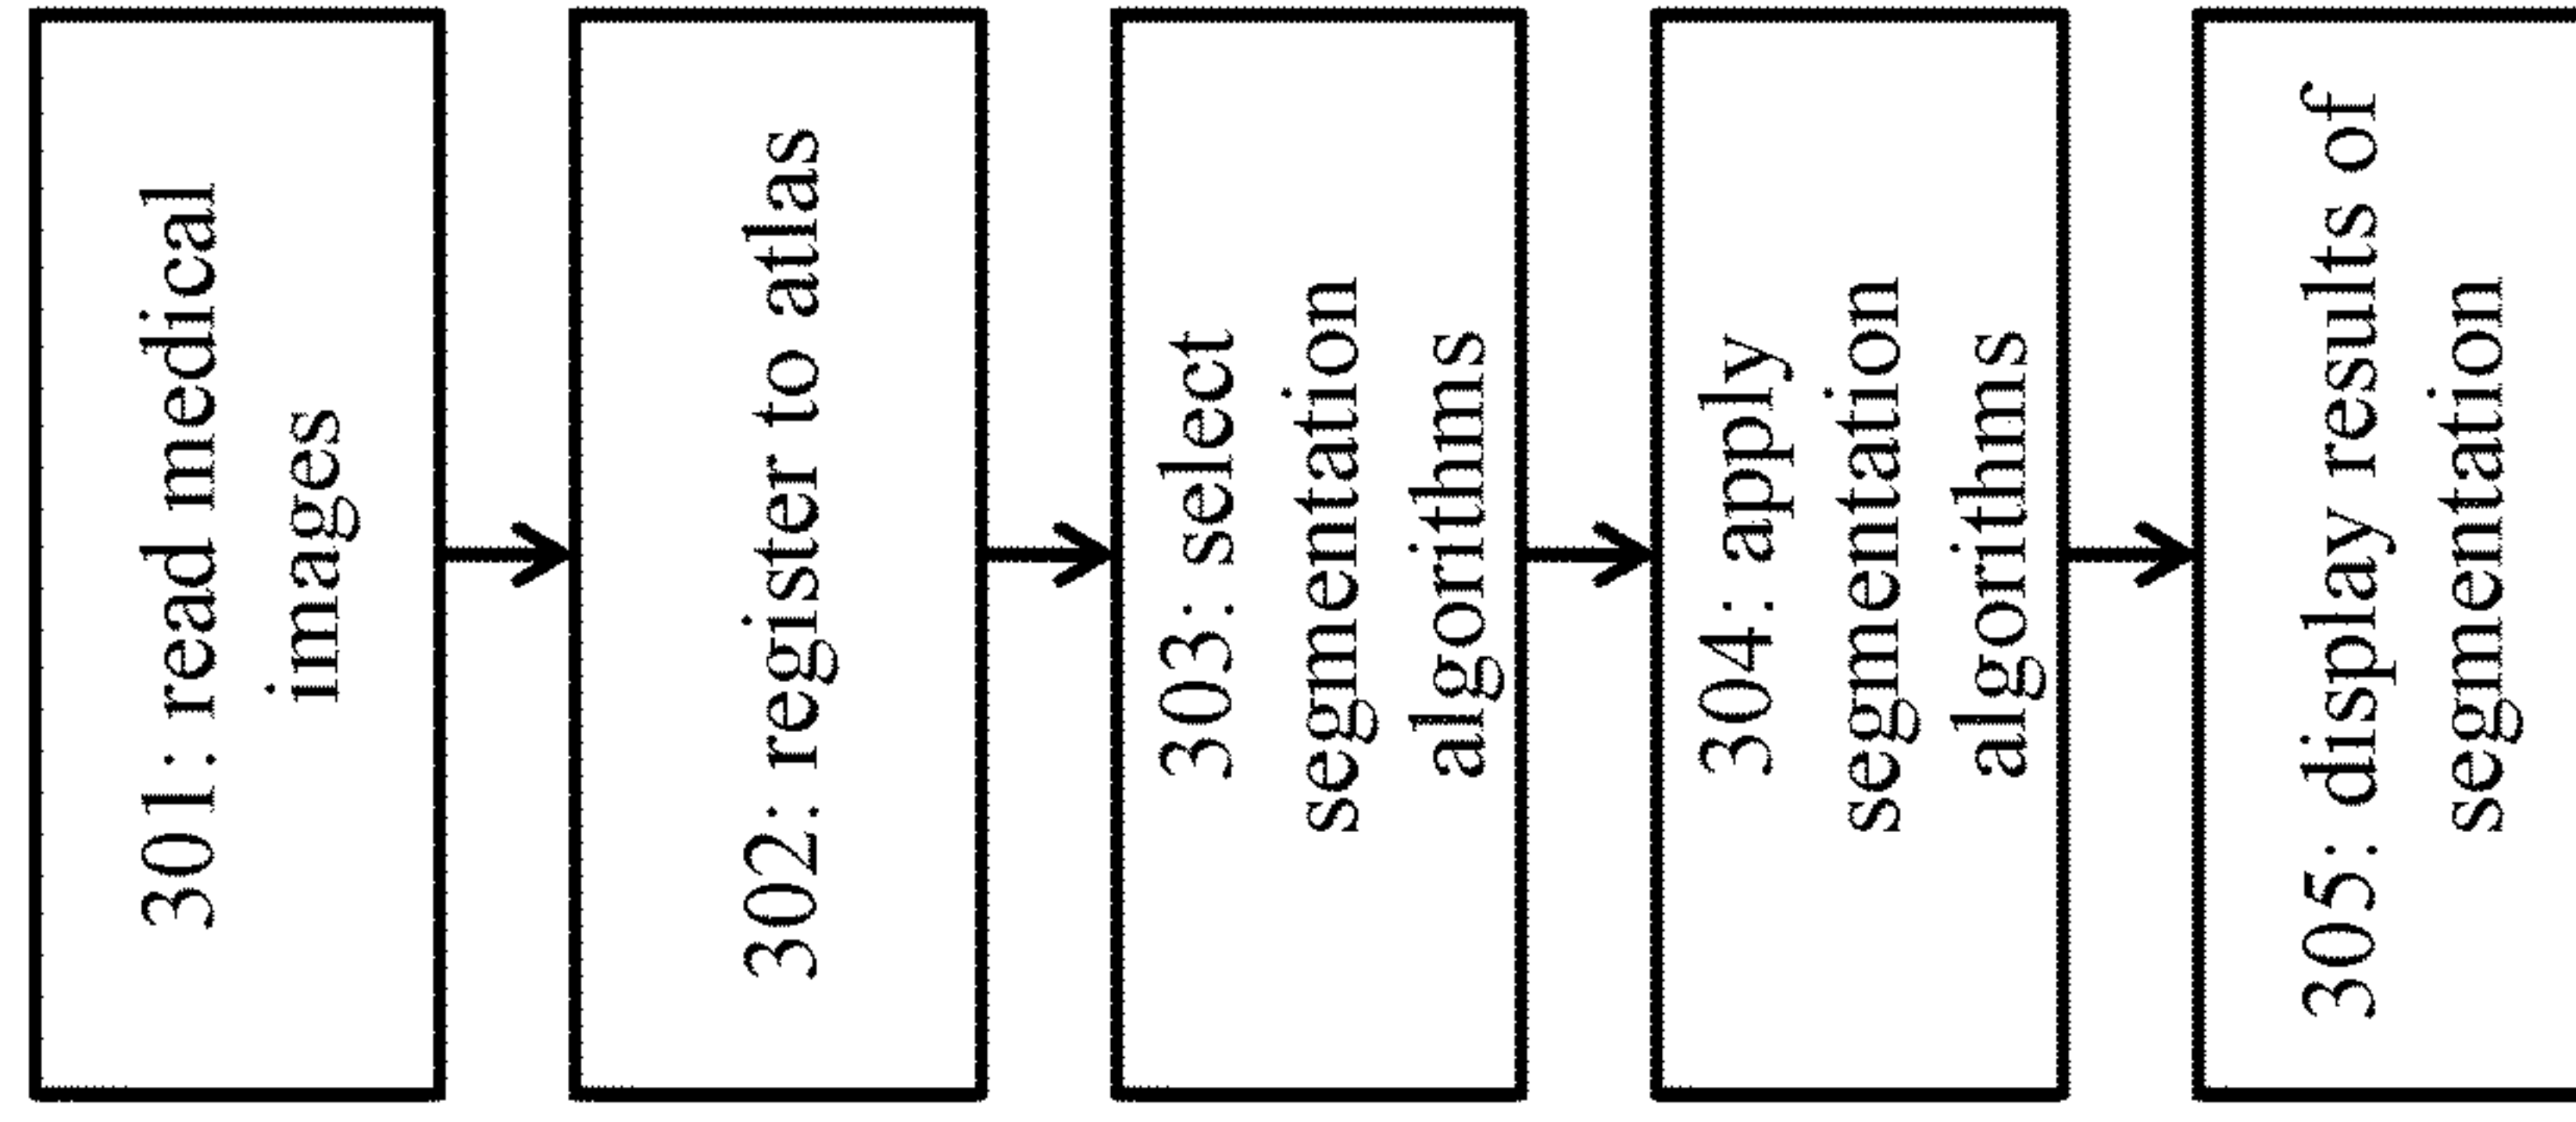 301: read medical
images
302: register to atlas
303: select
segmentation
algorithms
304: apply
segmentation
algorithms
305: display results of
segmentation